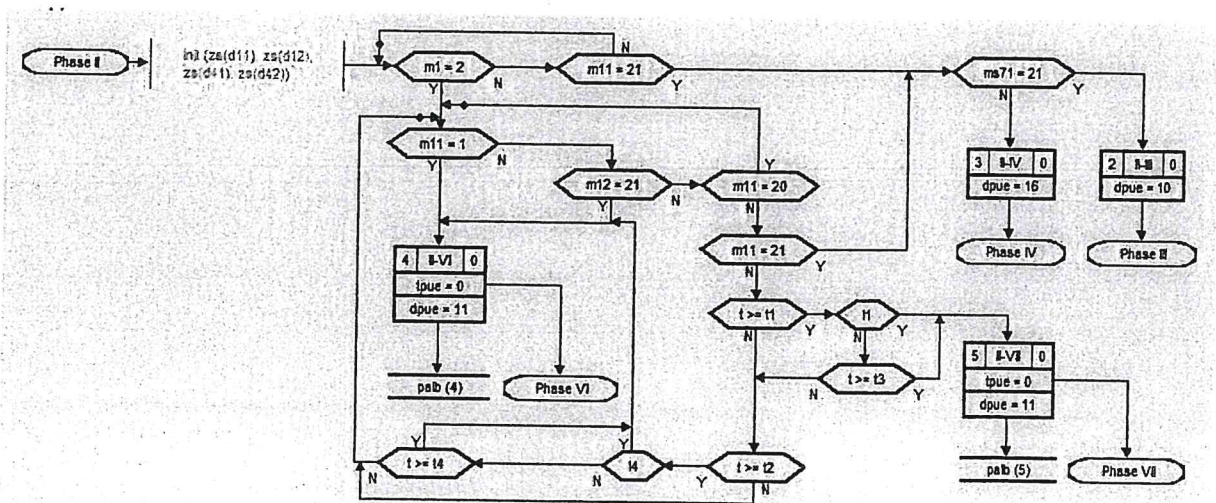 Phase II
init (zs(d11), zs(d12),
zs(d41), zs(d42))
m1 = 2
N
Y
m11 = 21
N
Y
ms71 = 21
N
Y
m11 = 1
Y
N
3 II-IV 0
dpue = 16
2 II-III 0
dpue = 10
m12 = 21
Y
N
m11 = 20
Y
N
Phase IV
Phase III
4 II-VI 0
tpue = 0
dpue = 11
m11 = 21
N
Y
t >= t1
N
Y
Y
N
t >= t3
N
Y
5 II-VII 0
tpue = 0
dpue = 11
palb (4)
Phase VI
t >= t4
Y
N
Y
N
t >= t2
Y
N
palb (5)
Phase VII